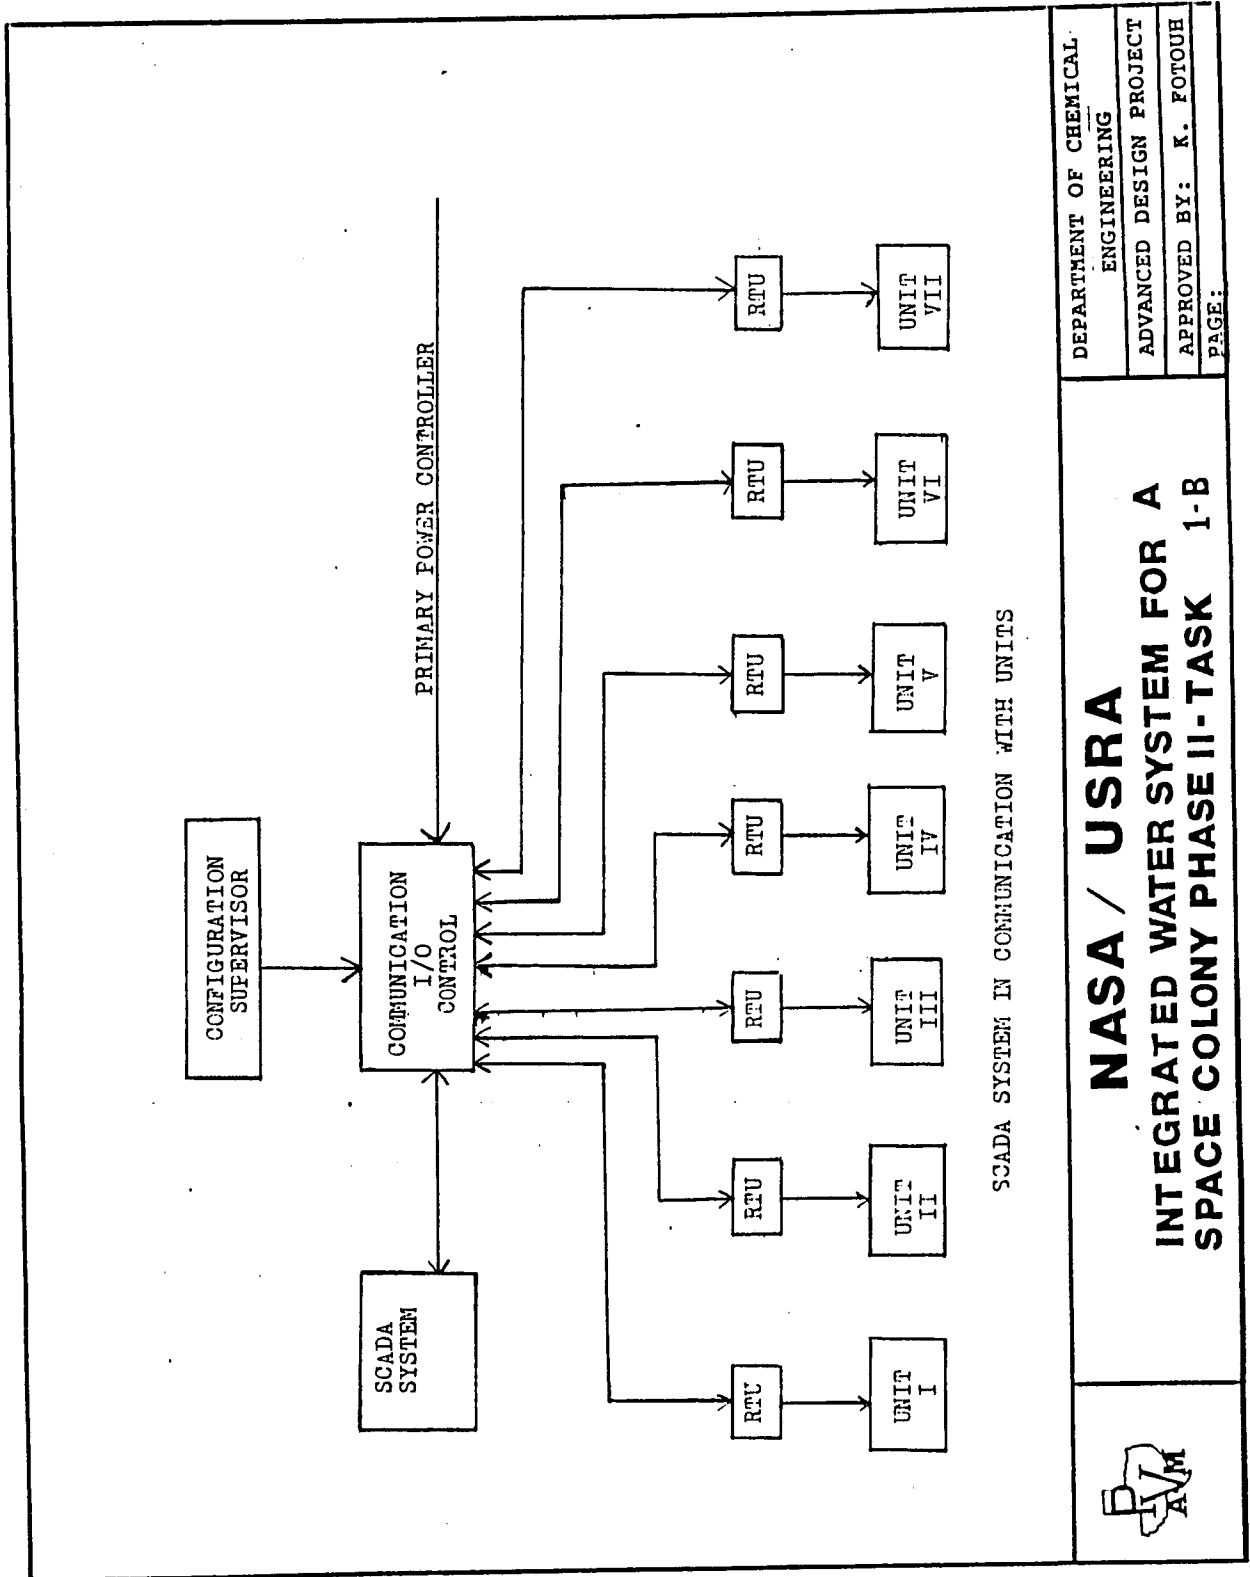 CONFIGURATION
SUPERVISOR
SCADA
SYSTEM
COMMUNICATION
I/O
CONTROL
PRIMARY POWER CONTROLLER
RTU
RTU
RTU
RTU
RTU
RTU
RTU
UNIT
I
UNIT
II
UNIT
III
UNIT
IV
UNIT
V
UNIT
VI
UNIT
VII
SCADA SYSTEM IN COMMUNICATION WITH UNITS
PV
A M
NASA / USRA
INTEGRATED WATER SYSTEM FOR A
SPACE COLONY PHASE II-TASK 1-B
DEPARTMENT OF CHEMICAL
ENGINEERING
ADVANCED DESIGN PROJECT
APPROVED BY: K. FOTOUH
PAGE: